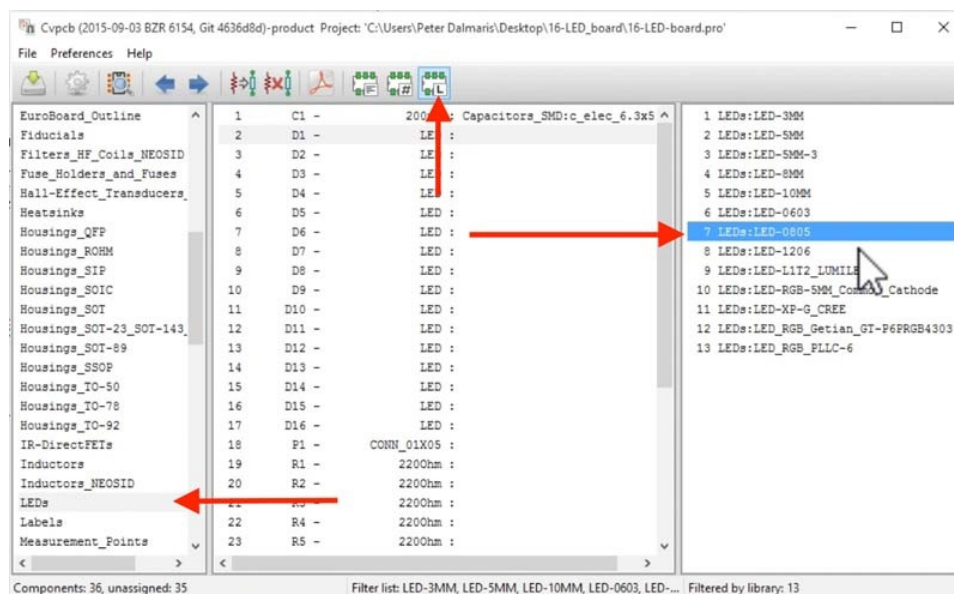 Cvpcb (2015-09-03 BZR 6154, Git 4636d8d)-product Project: 'C:\Users\Peter Dalmaris\Desktop\16-LED_board\16-LED-board.pro'
File Preferences Help
EuroBoard_Outline
Fiducials
Filters_HF_Coils_NEOSID
Fuse_Holders_and_Fuses
Hall-Effect_Transducers_
Heatsinks
Housings_QFP
Housings_ROHM
Housings_SIP
Housings_SOIC
Housings_SOT
Housings_SOT-23_SOT-143_
Housings_SOT-89
Housings_SSOP
Housings_TO-50
Housings_TO-78
Housings_TO-92
IR-DirectFETs
Inductors
Inductors_NEOSID
LEDs
Labels
Measurement_Points
1 C1 - 200 : Capacitors_SMD:c_elec_6.3x5
2 D1 - LED :
3 D2 - LED :
4 D3 - LED :
5 D4 - LED :
6 D5 - LED :
7 D6 - LED :
8 D7 - LED :
9 D8 - LED :
10 D9 - LED :
11 D10 - LED :
12 D11 - LED :
13 D12 - LED :
14 D13 - LED :
15 D14 - LED :
16 D15 - LED :
17 D16 - LED :
18 P1 - CONN_01X05 :
19 R1 - 220Ohm :
20 R2 - 220Ohm :
21 R3 - 220Ohm :
22 R4 - 220Ohm :
23 R5 - 220Ohm :
1 LEDs:LED-3MM
2 LEDs:LED-5MM
3 LEDs:LED-5MM-3
4 LEDs:LED-8MM
5 LEDs:LED-10MM
6 LEDs:LED-0603
7 LEDs:LED-0805
8 LEDs:LED-1206
9 LEDs:LED-L1T2_LUMILE
10 LEDs:LED-RGB-5MM_Common_Cathode
11 LEDs:LED-XP-G_CREE
12 LEDs:LED_RGB_Getian_GT-P6PRGB4303
13 LEDs:LED_RGB_PLLC-6
Components: 36, unassigned: 35
Filter list: LED-3MM, LED-5MM, LED-10MM, LED-0603, LED-...
Filtered by library: 13